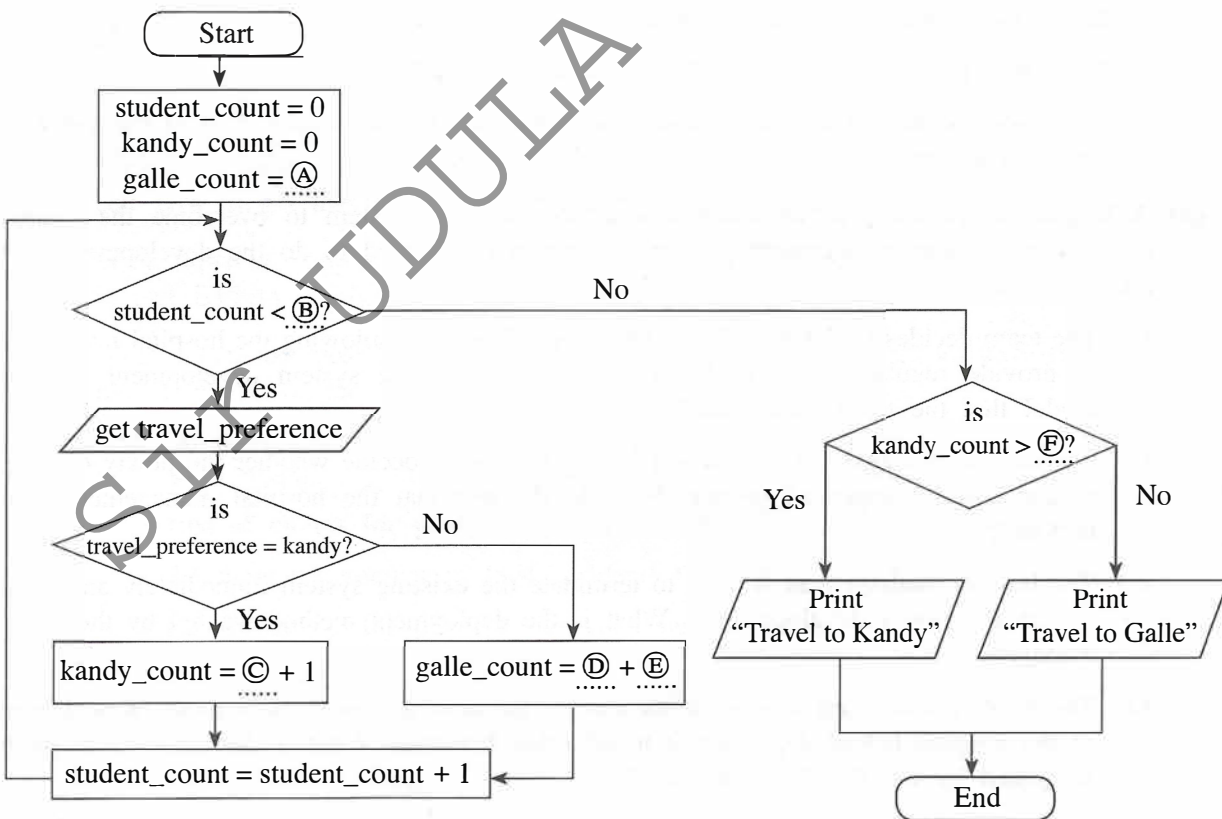 Start
student_count = 0
kandy_count = 0
galle_count = Ⓐ
is
student_count < Ⓑ?
No
Yes
get travel_preference
is
travel_preference = kandy?
No
Yes
kandy_count = Ⓒ + 1
galle_count = Ⓓ + Ⓔ
student_count = student_count + 1
is
kandy_count > Ⓕ?
Yes
No
Print
"Travel to Kandy"
Print
"Travel to Galle"
End
Sir UDULA